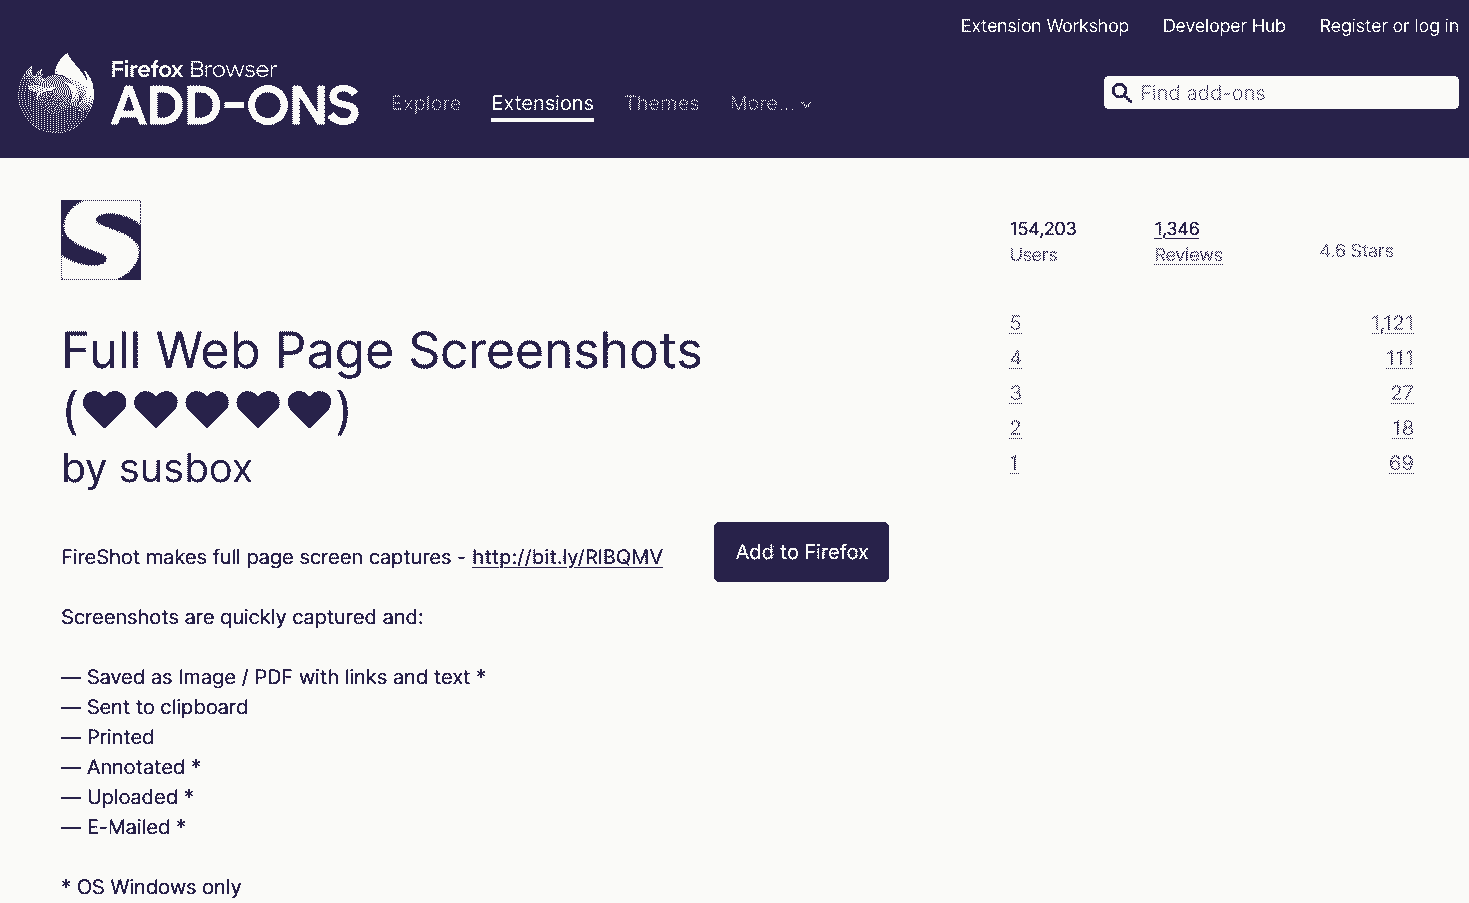 Extension Workshop Developer Hub Register or log in
Firefox Browser
ADD-ONS
Explore Extensions Themes More...
Find add-ons
154,203 1,346
Users Reviews 4.6 Stars
Full Web Page Screenshots
(♥♥♥♥♥)
by susbox
5 1,121
4 111
3 27
2 18
1 69
FireShot makes full page screen captures - http://bit.ly/RIBQMV
Add to Firefox
Screenshots are quickly captured and:
— Saved as Image / PDF with links and text *
— Sent to clipboard
— Printed
— Annotated *
— Uploaded *
— E-Mailed *
* OS Windows only